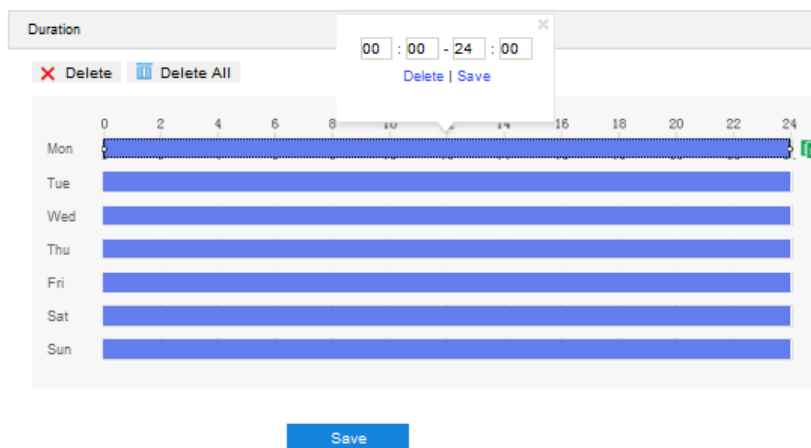 Duration
00 : 00 - 24 : 00
Delete | Save
Delete Delete All
0 2 4 6 8 10 12 14 16 18 20 22 24
Mon
Tue
Wed
Thu
Fri
Sat
Sun
Save